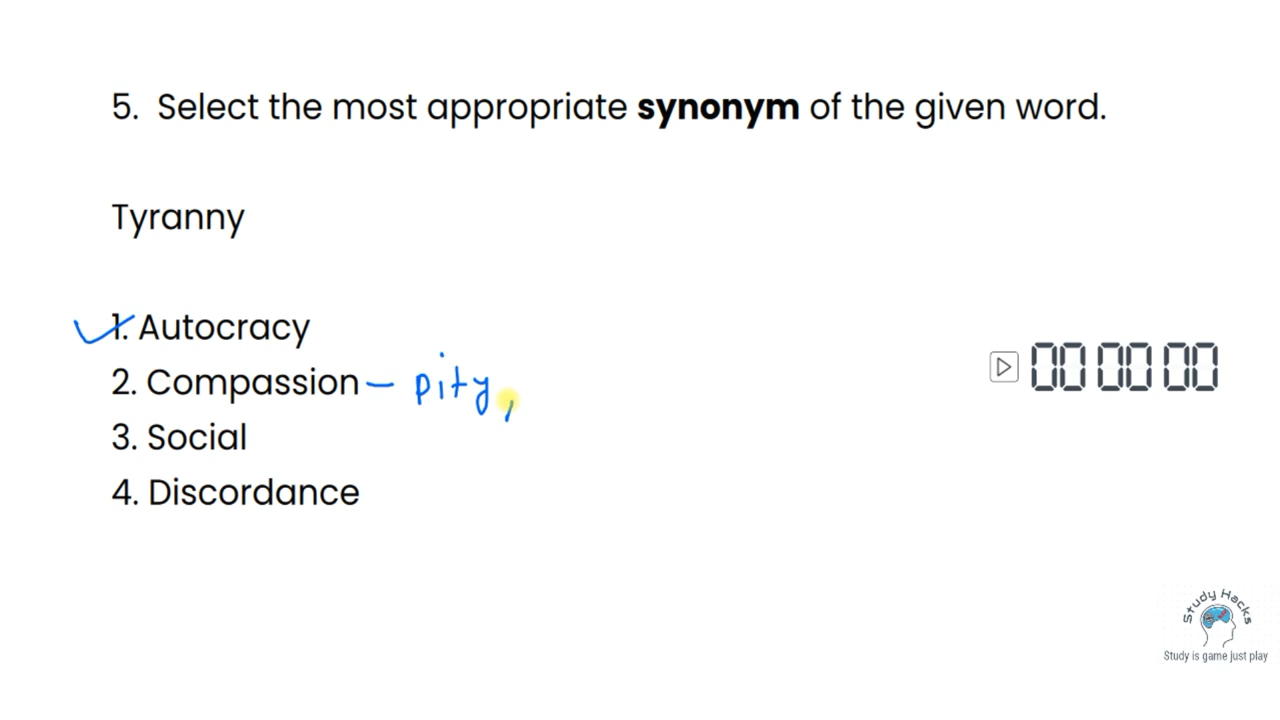 5. Select the most appropriate synonym of the given word.
Tyranny
1. Autocracy
2. Compassion – pity,
3. Social
4. Discordance
00 00 00
Study Hacks
Study is game just play